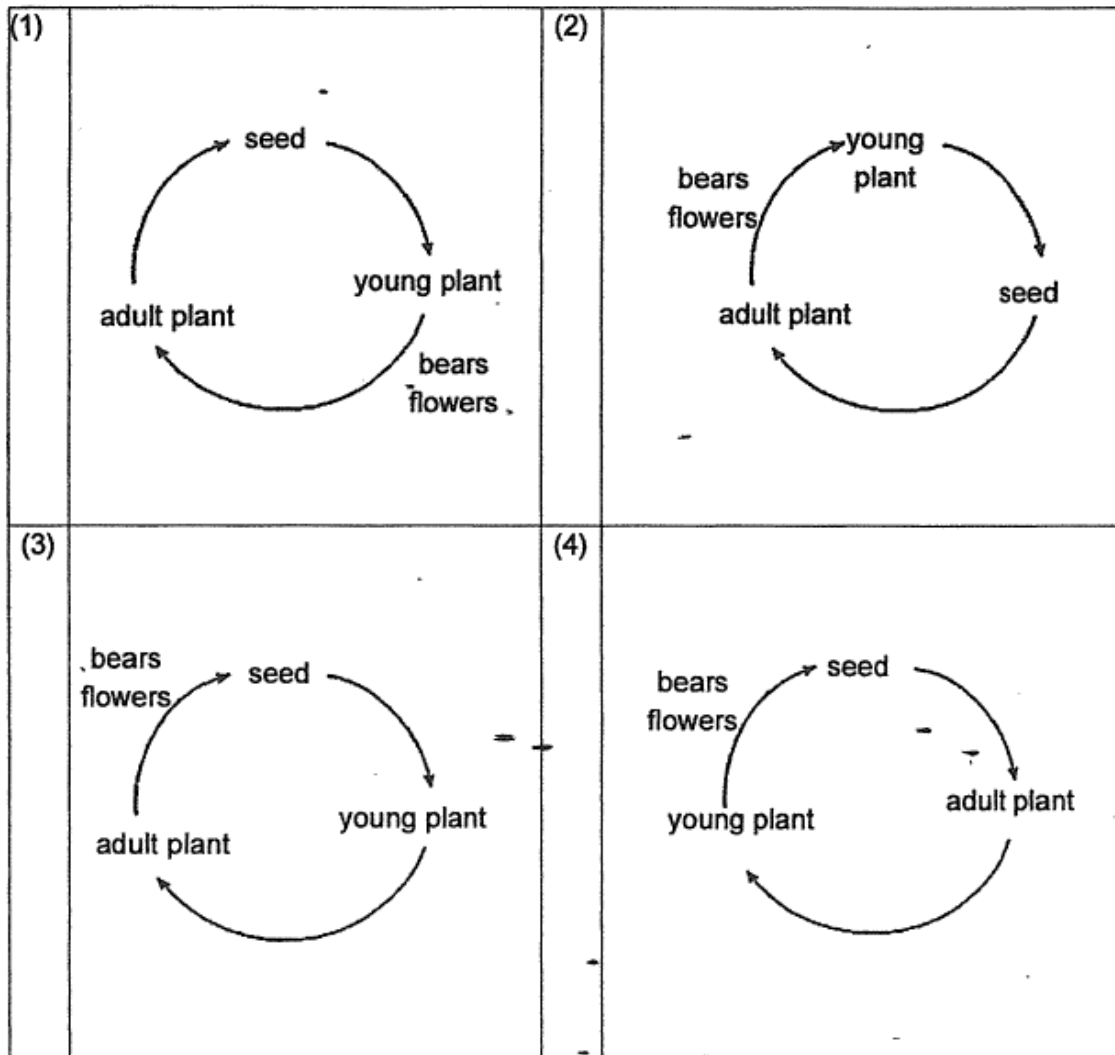 (1)
seed
young plant
adult plant
bears
flowers
(2)
young
plant
bears
flowers
seed
adult plant
(3)
bears
flowers
seed
young plant
adult plant
(4)
seed
bears
flowers
adult plant
young plant